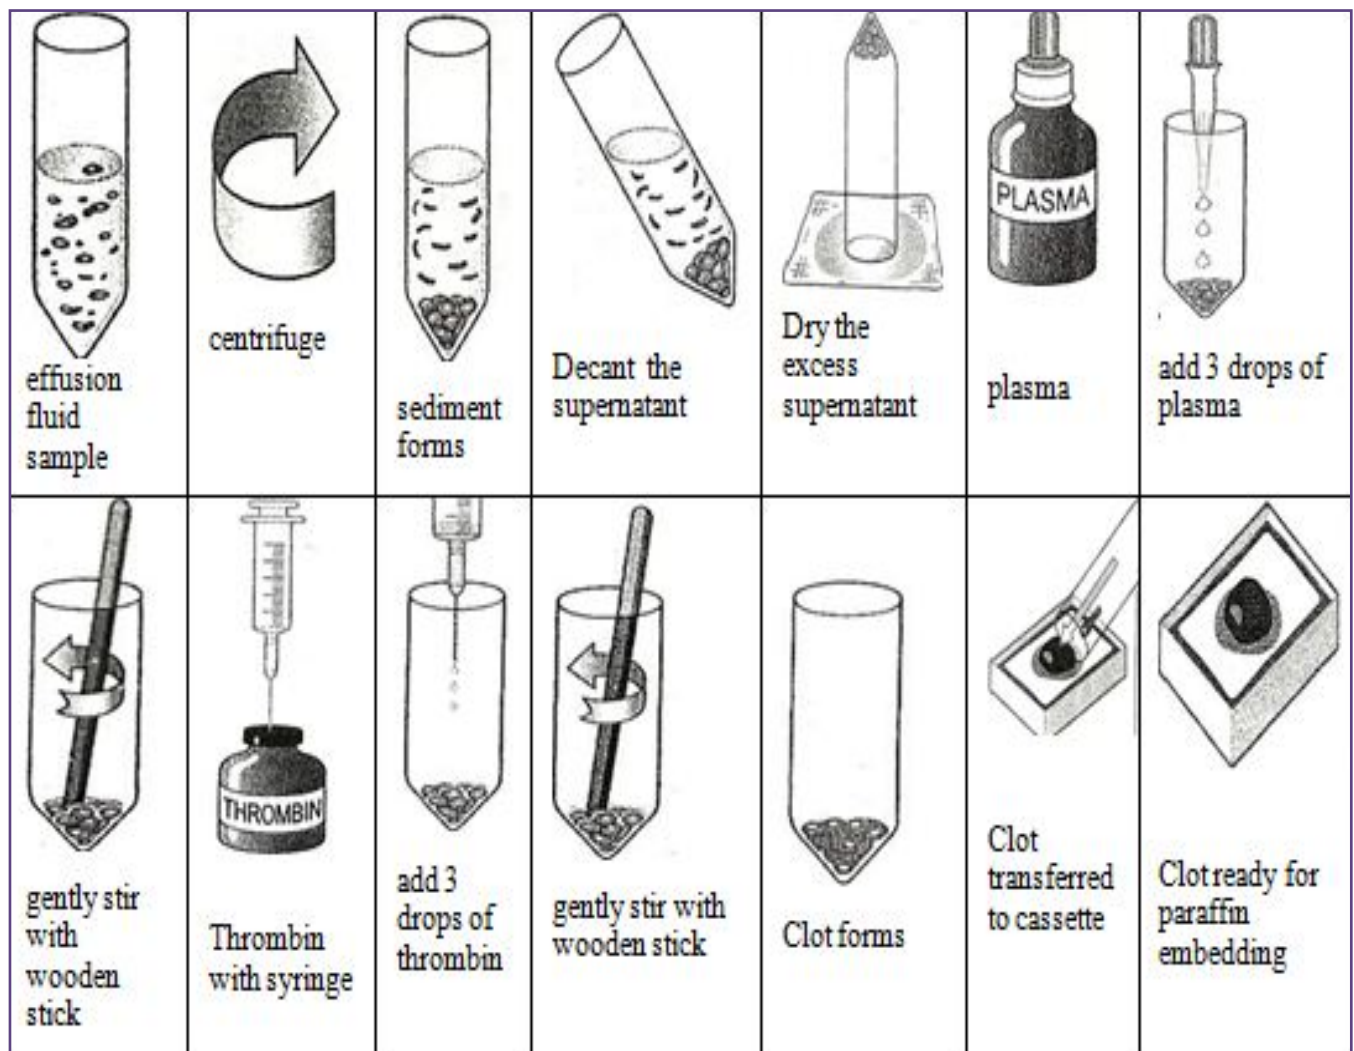 effusion
fluid
sample
centrifuge
sediment
forms
Decant the
supernatant
Dry the
excess
supernatant
PLASMA
plasma
add 3 drops of
plasma
gently stir
with
wooden
stick
THROMBIN
Thrombin
with syringe
add 3
drops of
thrombin
gently stir with
wooden stick
Clot forms
Clot
transferred
to cassette
Clot ready for
paraffin
embedding